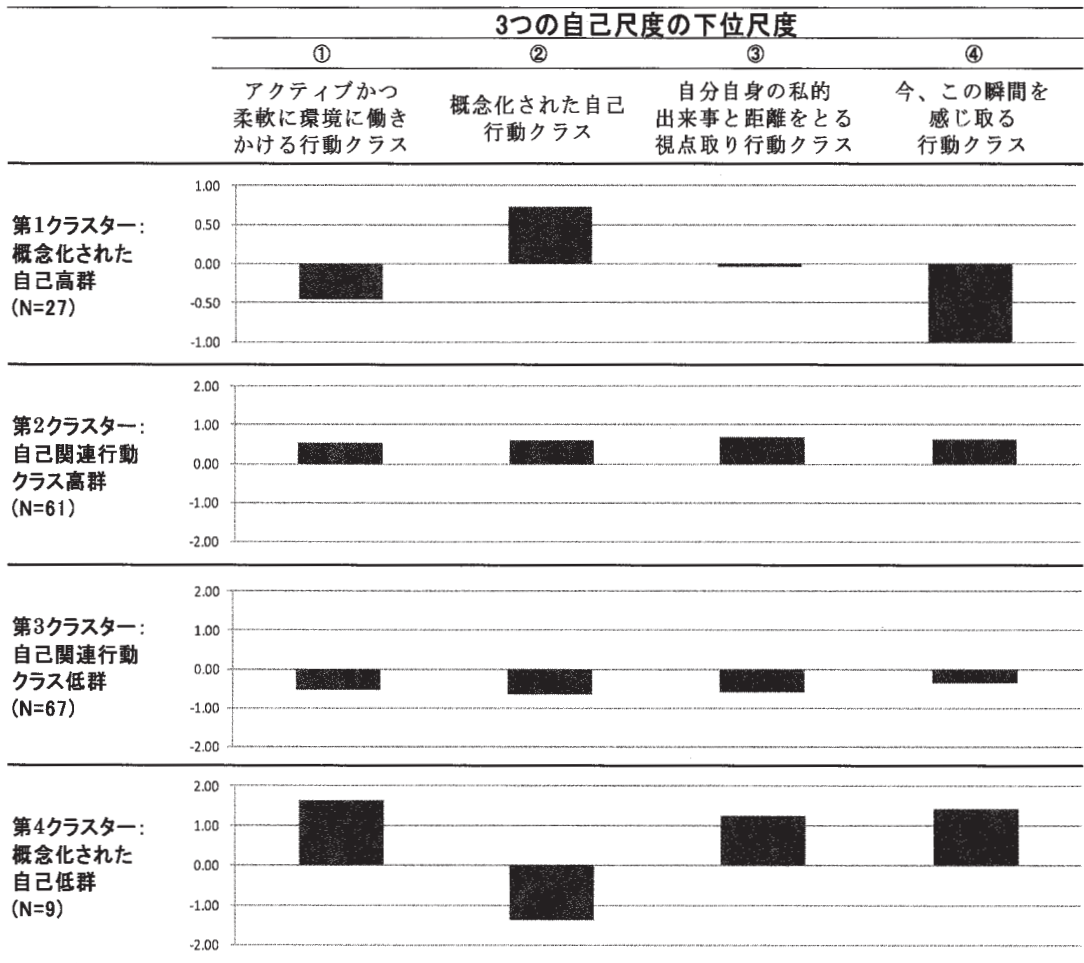 3つの自己尺度の下位尺度
① ② ③ ④
アクティブかつ
柔軟に環境に働き
かける行動クラス
概念化された自己
行動クラス
自分自身の私的
出来事と距離をとる
視点取り行動クラス
今、この瞬間を
感じ取る
行動クラス
第1クラスター:
概念化された
自己高群
(N=27)
1.00
0.50
0.00
-0.50
-1.00
第2クラスター:
自己関連行動
クラス高群
(N=61)
2.00
1.00
0.00
-1.00
-2.00
第3クラスター:
自己関連行動
クラス低群
(N=67)
2.00
1.00
0.00
-1.00
-2.00
第4クラスター:
概念化された
自己低群
(N=9)
2.00
1.00
0.00
-1.00
-2.00